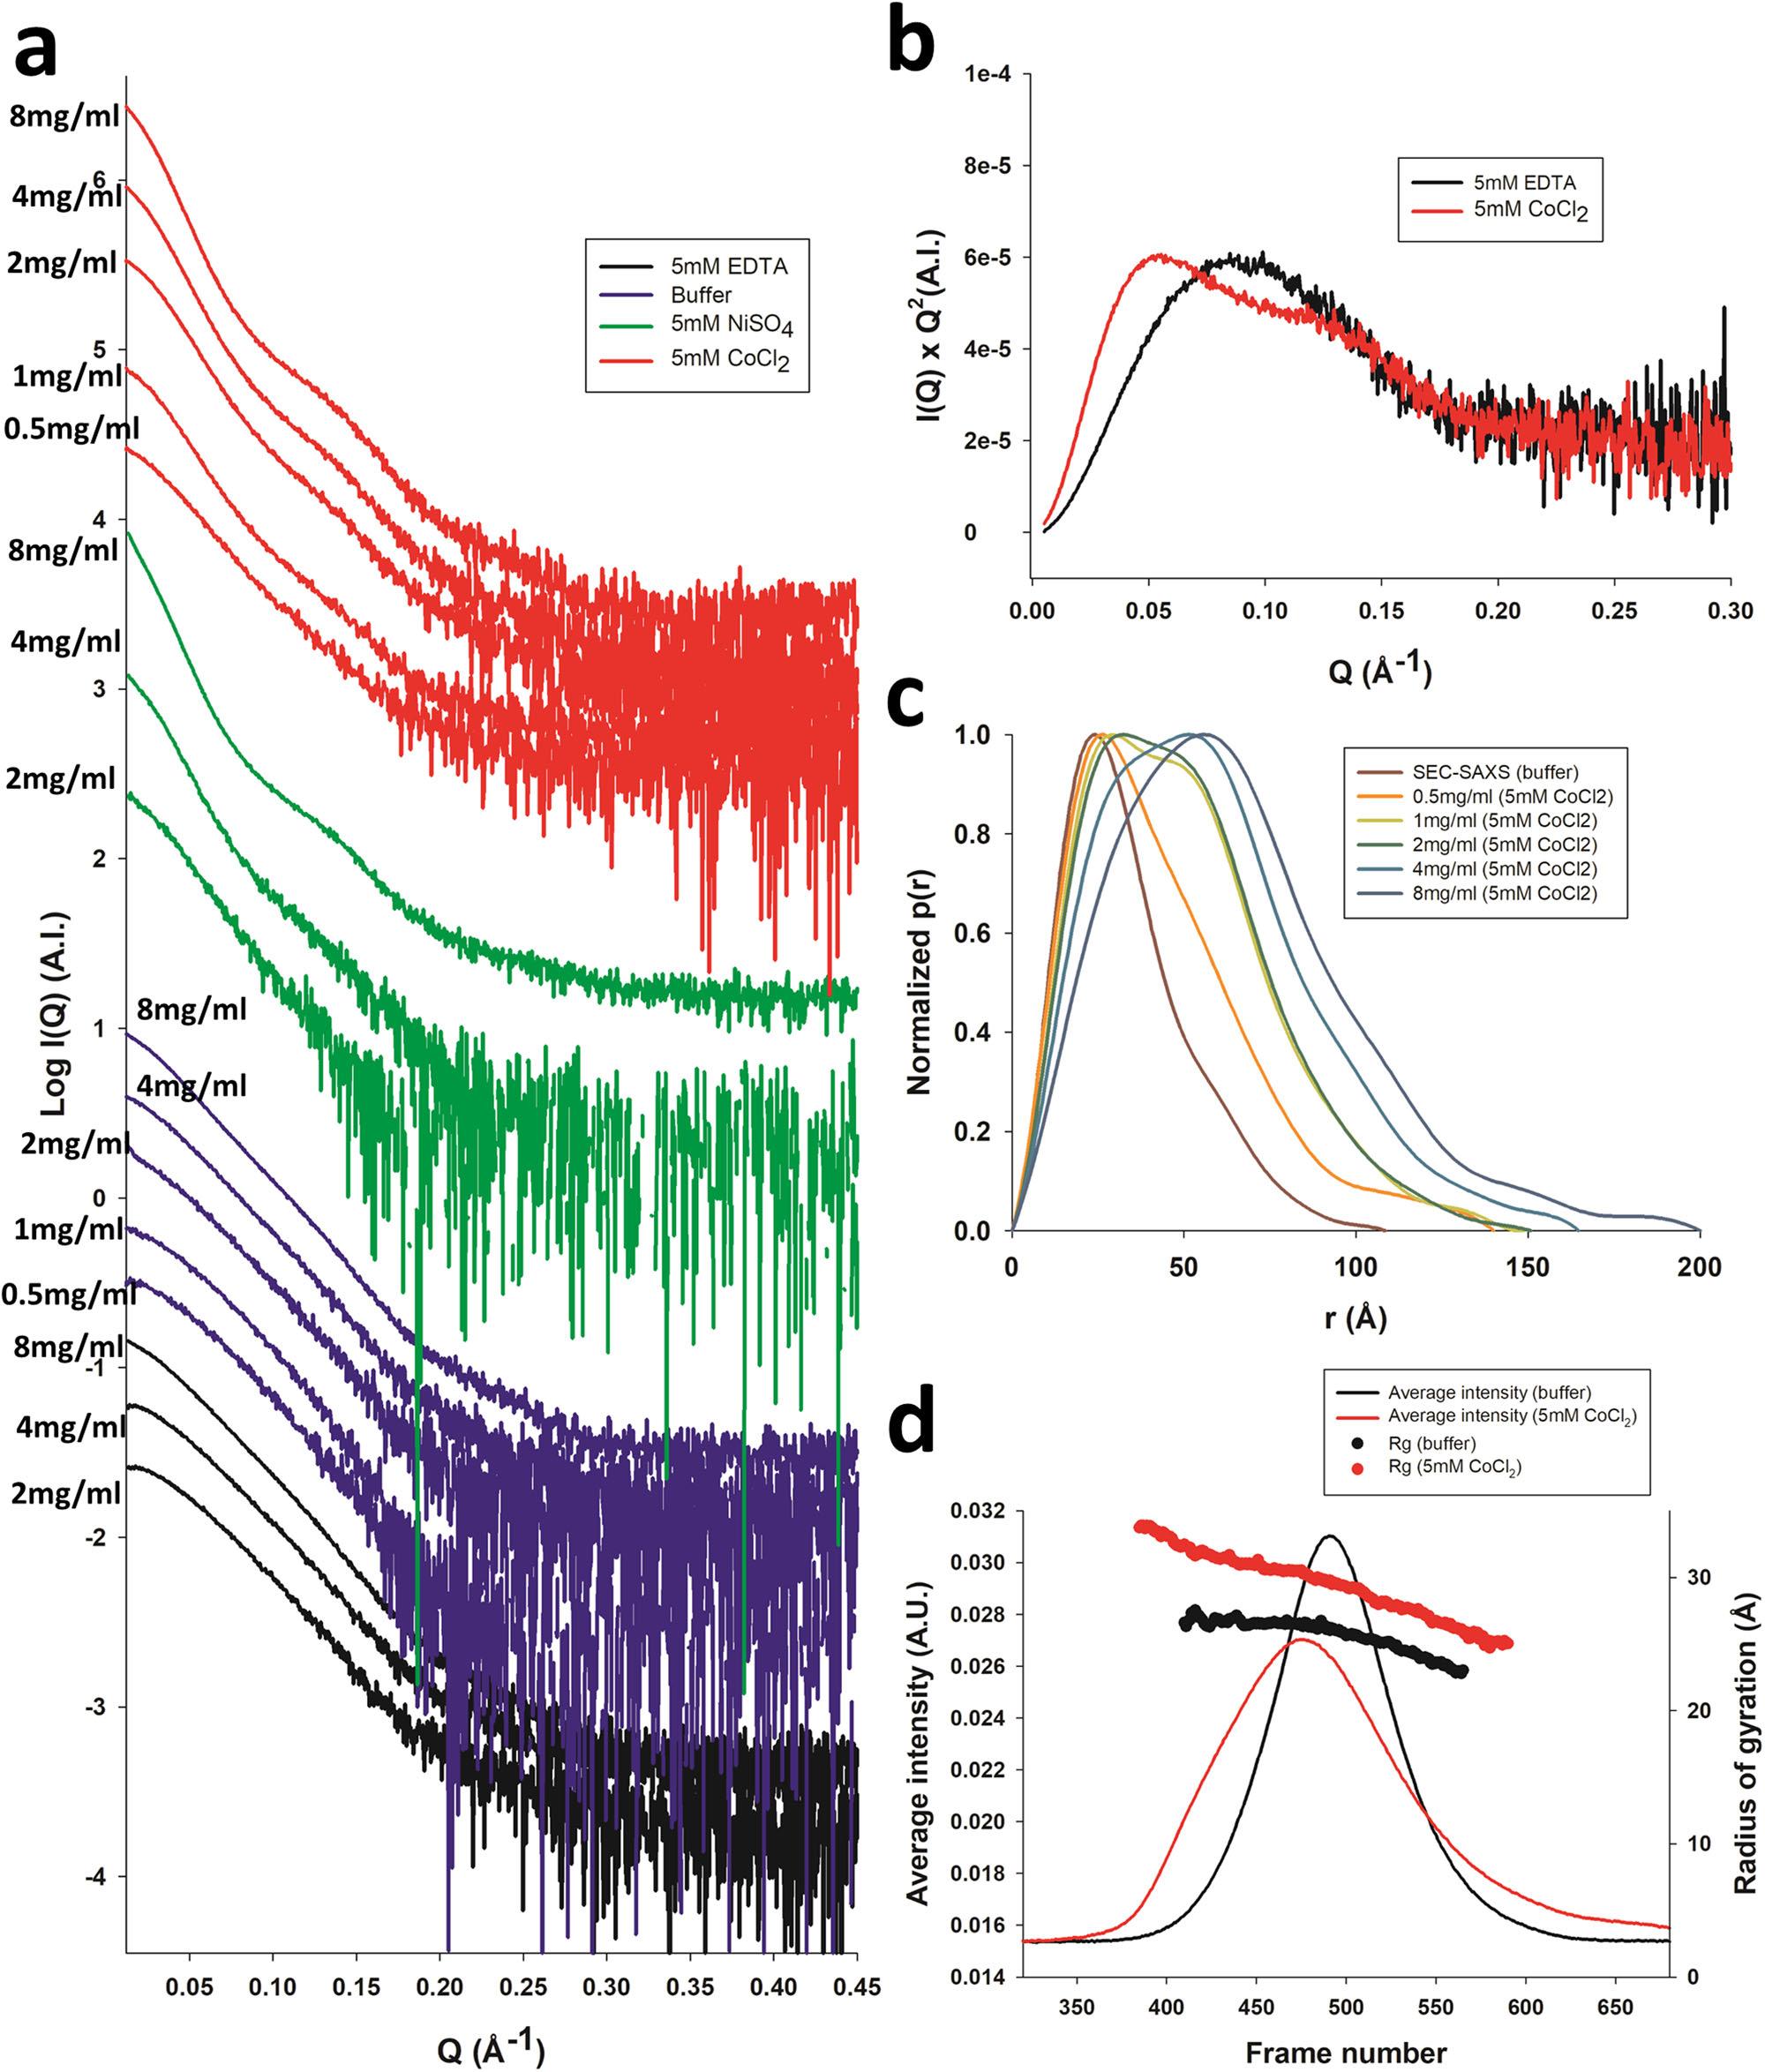 a
8mg/ml
4mg/ml
2mg/ml
1mg/ml
0.5mg/ml
8mg/ml
4mg/ml
2mg/ml
8mg/ml
4mg/ml
2mg/ml
1mg/ml
0.5mg/ml
8mg/ml
4mg/ml
2mg/ml
6
5
4
3
2
1
0
-1
-2
-3
-4
Log I(Q) (A.I.)
5mM EDTA
Buffer
5mM NiSO4
5mM CoCl2
0.05 0.10 0.15 0.20 0.25 0.30 0.35 0.40 0.45
Q (Å-1)
b
1e-4
8e-5
6e-5
4e-5
2e-5
0
I(Q) x Q2(A.I.)
5mM EDTA
5mM CoCl2
0.00 0.05 0.10 0.15 0.20 0.25 0.30
Q (Å-1)
c
1.0
0.8
0.6
0.4
0.2
0.0
Normalized p(r)
SEC-SAXS (buffer)
0.5mg/ml (5mM CoCl2)
1mg/ml (5mM CoCl2)
2mg/ml (5mM CoCl2)
4mg/ml (5mM CoCl2)
8mg/ml (5mM CoCl2)
0 50 100 150 200
r (Å)
d
Average intensity (buffer)
Average intensity (5mM CoCl2)
Rg (buffer)
Rg (5mM CoCl2)
0.032
0.030
0.028
0.026
0.024
0.022
0.020
0.018
0.016
0.014
Average intensity (A.U.)
30
20
10
0
Radius of gyration (Å)
350 400 450 500 550 600 650
Frame number